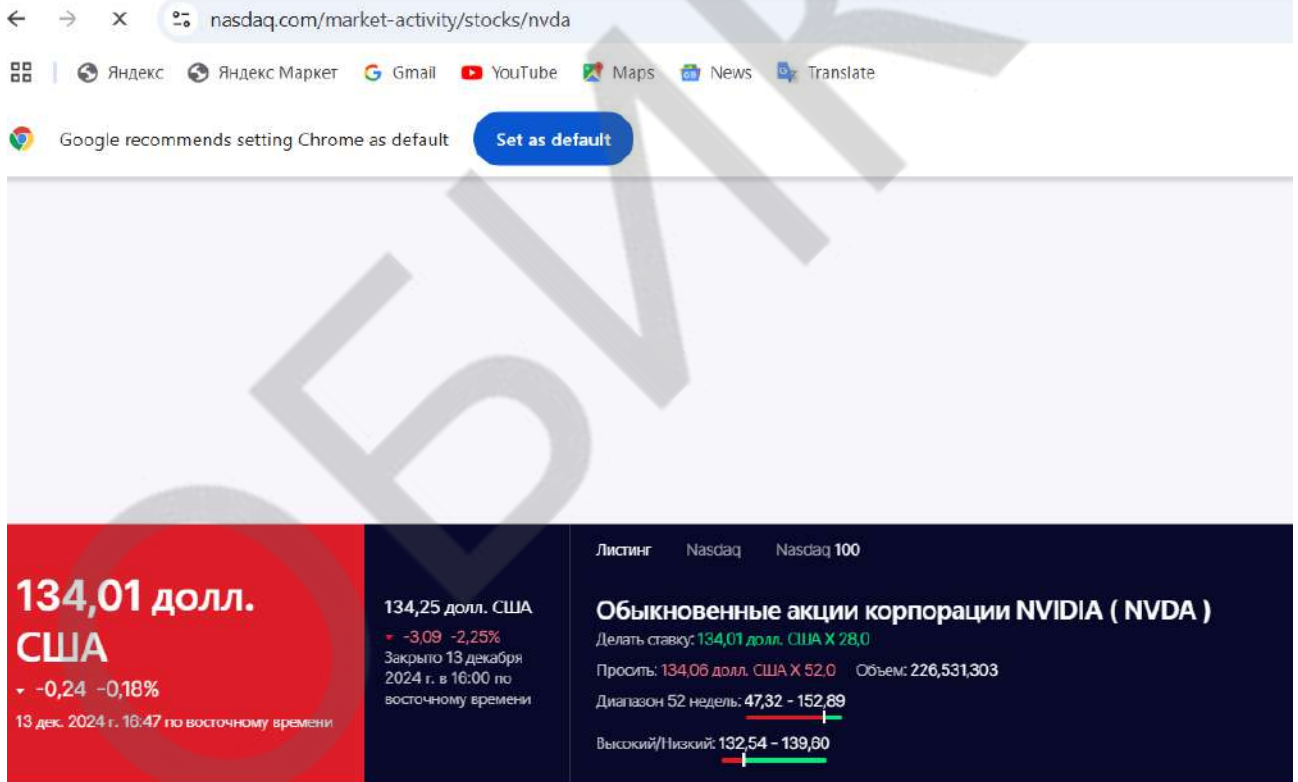 nasdaq.com/market-activity/stocks/nvda
Яндекс Яндекс Маркет Gmail YouTube Maps News Translate
Google recommends setting Chrome as default Set as default
Листинг Nasdaq Nasdaq 100
134,01 долл.
США
-0,24 -0,18%
13 дек. 2024 г. 16:47 по восточному времени
134,25 долл. США
-3,09 -2,25%
Закрыто 13 декабря
2024 г. в 16:00 по
восточному времени
Обыкновенные акции корпорации NVIDIA ( NVDA )
Делать ставку: 134,01 долл. США X 28,0
Просить: 134,06 долл. США X 52,0 Объем: 226,531,303
Диапазон 52 недель: 47,32 - 152,89
Высокий/Низкий: 132,54 - 139,60
ОБИК